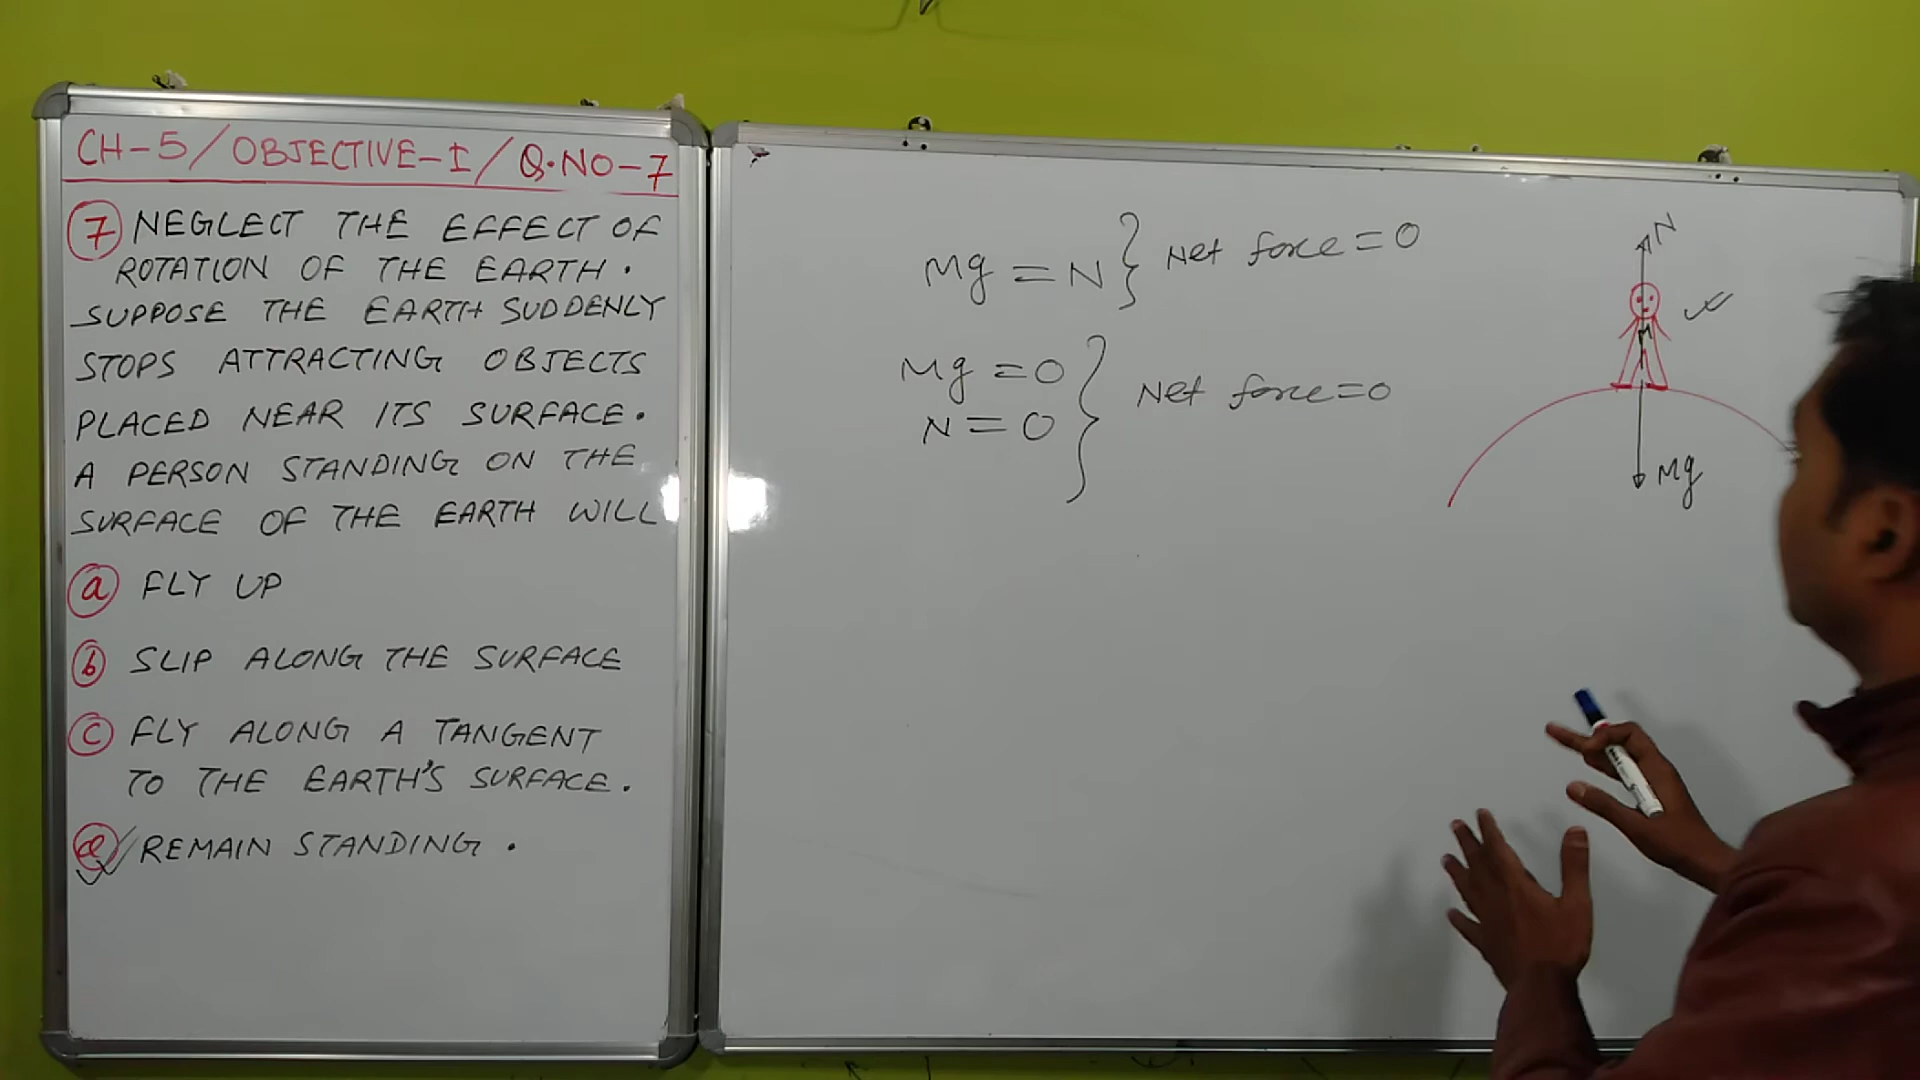 CH-5/OBJECTIVE-I/Q.NO-7
7 NEGLECT THE EFFECT OF
ROTATION OF THE EARTH.
SUPPOSE THE EARTH SUDDENLY
STOPS ATTRACTING OBJECTS
PLACED NEAR ITS SURFACE.
A PERSON STANDING ON THE
SURFACE OF THE EARTH WILL
a FLY UP
b SLIP ALONG THE SURFACE
c FLY ALONG A TANGENT
TO THE EARTH'S SURFACE.
REMAIN STANDING.
Mg = N } Net force = 0
Mg = 0
N = 0 } Net force = 0
N
Mg